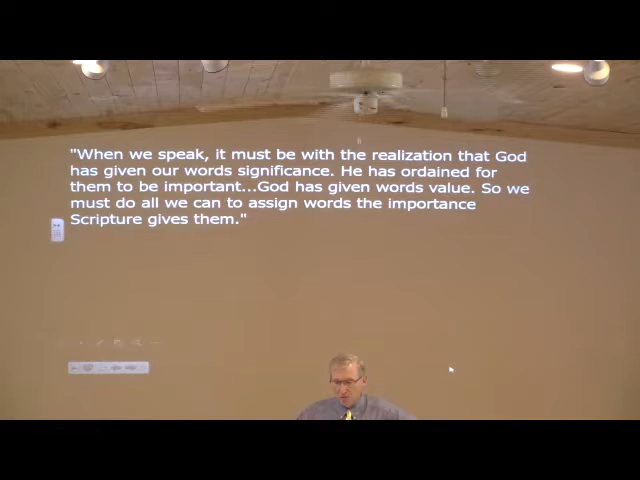 "When we speak, it must be with the realization that God
has given our words significance. He has ordained for
them to be important...God has given words value. So we
must do all we can to assign words the importance
Scripture gives them."